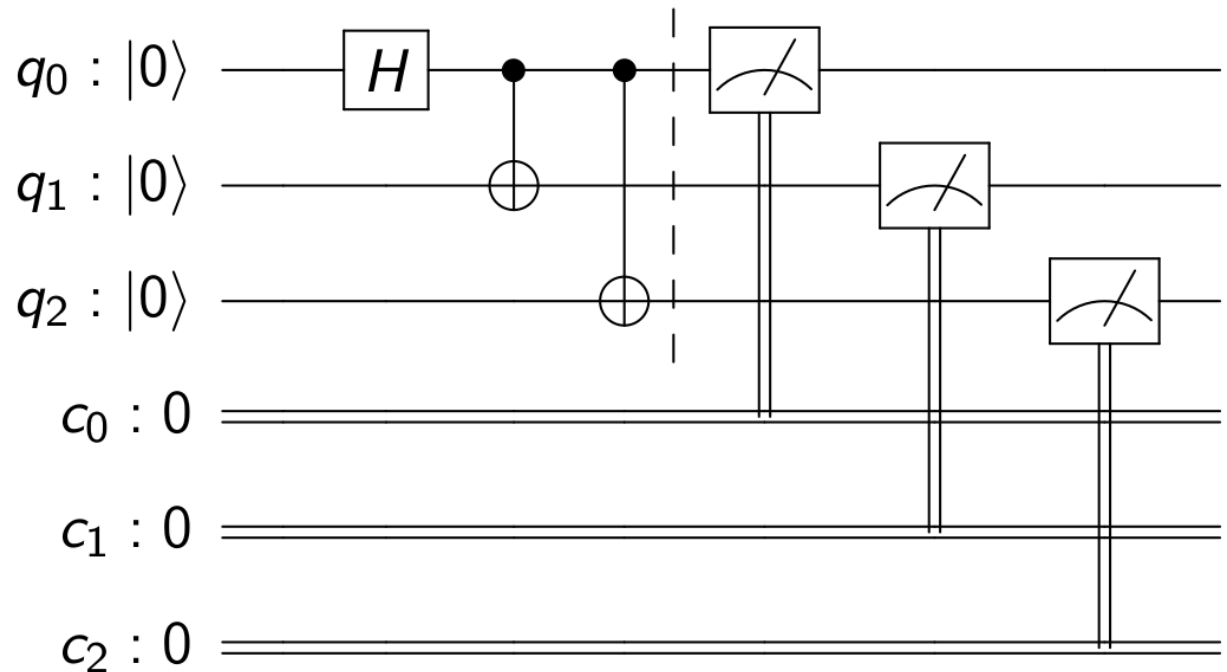 q₀ : |0⟩ H
q₁ : |0⟩
q₂ : |0⟩
c₀ : 0
c₁ : 0
c₂ : 0